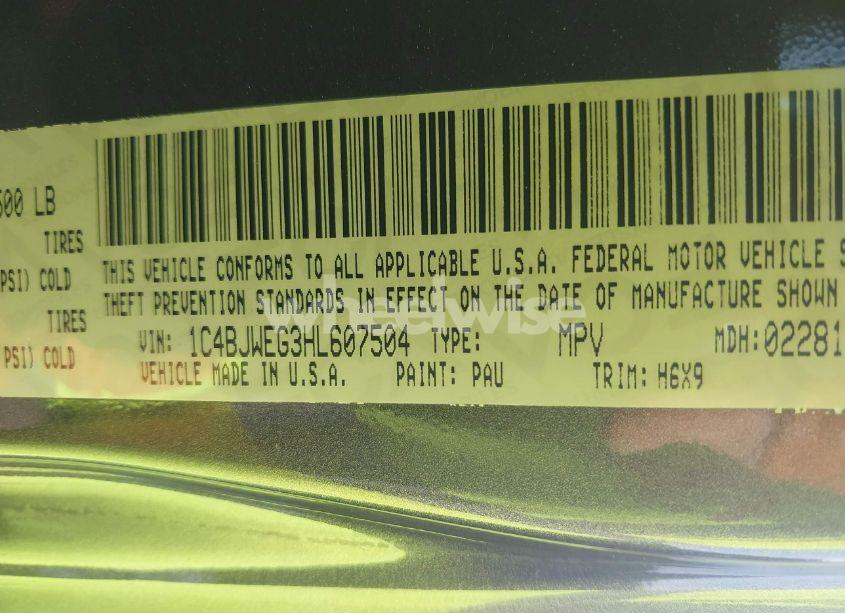 500 LB
TIRES
PSI) COLD
TIRES
PSI) COLD
THIS VEHICLE CONFORMS TO ALL APPLICABLE U.S.A. FEDERAL MOTOR VEHICLE S
THEFT PREVENTION STANDARDS IN EFFECT ON THE DATE OF MANUFACTURE SHOWN
wheelwise
VIN: 1C4BJWEG3HL607504 TYPE: MPV MDH:02281
VEHICLE MADE IN U.S.A. PAINT: PAU TRIM: H6X9